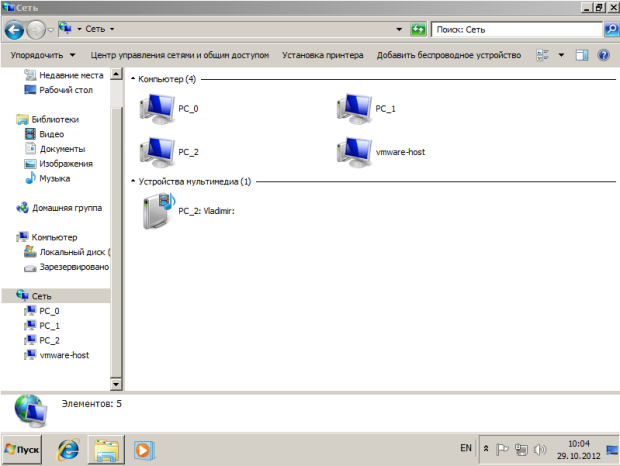 Сеть
Сеть
Поиск: Сеть
Упорядочить Центр управления сетями и общим доступом Установка принтера Добавить беспроводное устройство
Недавние места
Рабочий стол
Библиотеки
Видео
Документы
Изображения
Музыка
Домашняя группа
Компьютер
Локальный диск (
Зарезервировано
Сеть
PC_0
PC_1
PC_2
vmware-host
Компьютер (4)
PC_0 PC_1
PC_2 vmware-host
Устройства мультимедиа (1)
PC_2: Vladimir:
Элементов: 5
Пуск EN 10:04
29.10.2012